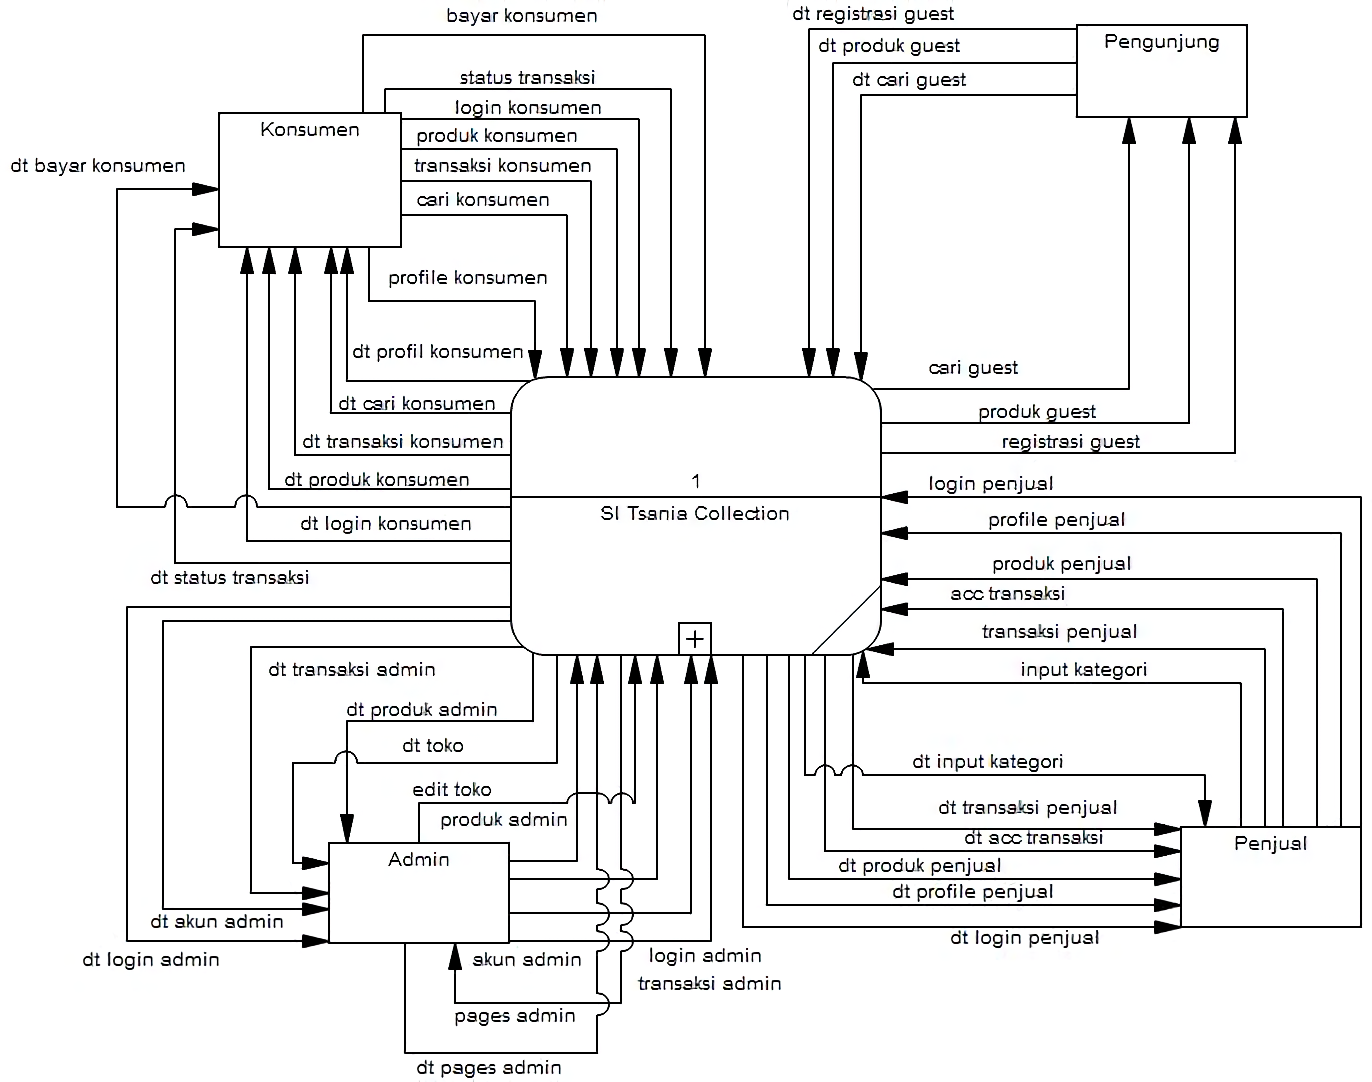 bayar konsumen
dt registrasi guest
Pengunjung
dt produk guest
status transaksi
dt cari guest
login konsumen
Konsumen
produk konsumen
dt bayar konsumen
transaksi konsumen
cari konsumen
profile konsumen
dt profil konsumen
cari guest
dt cari konsumen
produk guest
dt transaksi konsumen
registrasi guest
dt produk konsumen
1
login penjual
SI Tsania Collection
dt login konsumen
profile penjual
dt status transaksi
produk penjual
acc transaksi
transaksi penjual
+
dt transaksi admin
input kategori
dt produk admin
dt toko
dt input kategori
edit toko
produk admin
dt transaksi penjual
dt acc transaksi
Penjual
Admin
dt produk penjual
dt profile penjual
dt akun admin
dt login penjual
dt login admin
akun admin
login admin
transaksi admin
pages admin
dt pages admin